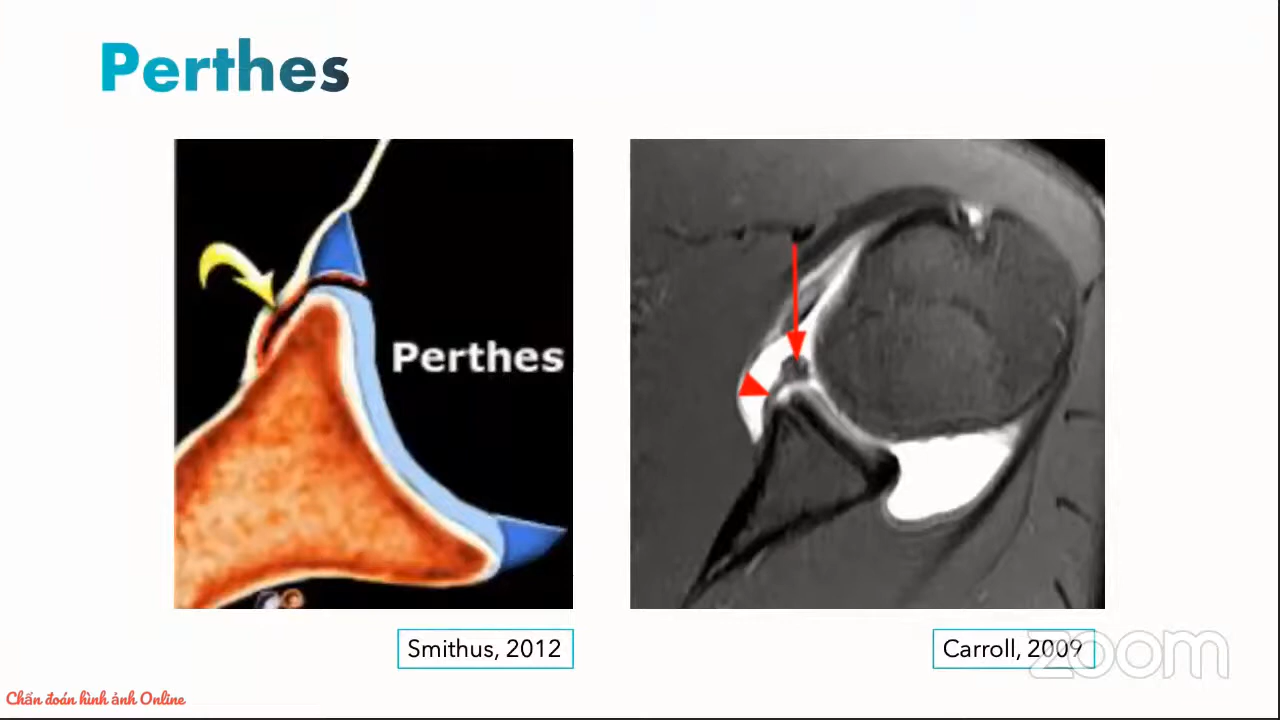 Perthes
Perthes
Smithus, 2012
Carroll, 2009
zoom
Chẩn đoán hình ảnh Online